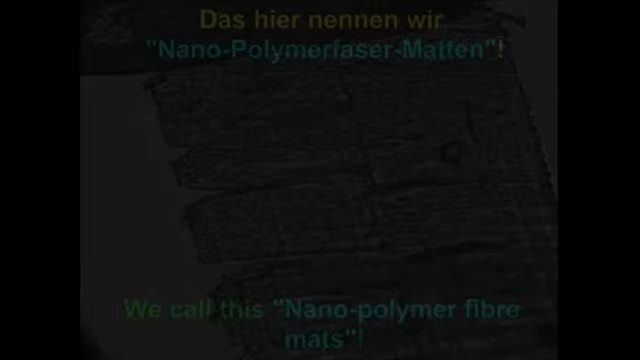 Das hier nennen wir
"Nano-Polymerfaser-Matten"!
We call this "Nano-polymer fibre
mats"!